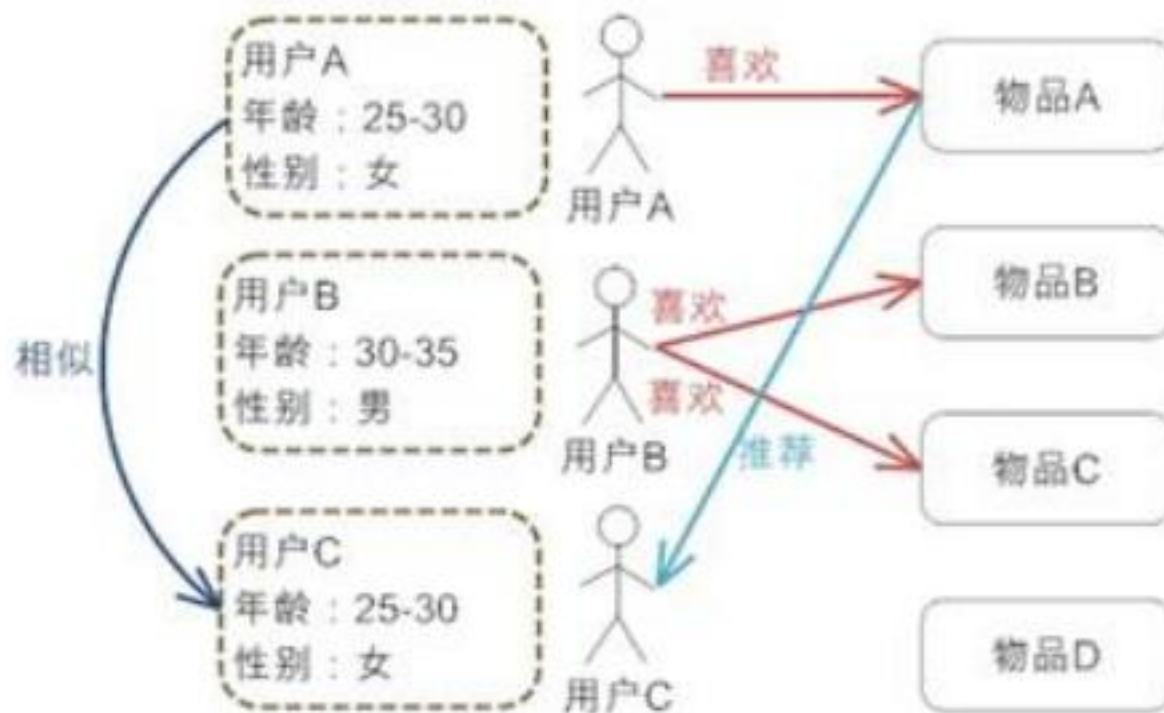 用户A
年龄：25-30
性别：女
用户A
喜欢
物品A
相似
用户B
年龄：30-35
性别：男
用户B
喜欢
喜欢
物品B
推荐
物品C
用户C
年龄：25-30
性别：女
用户C
物品D